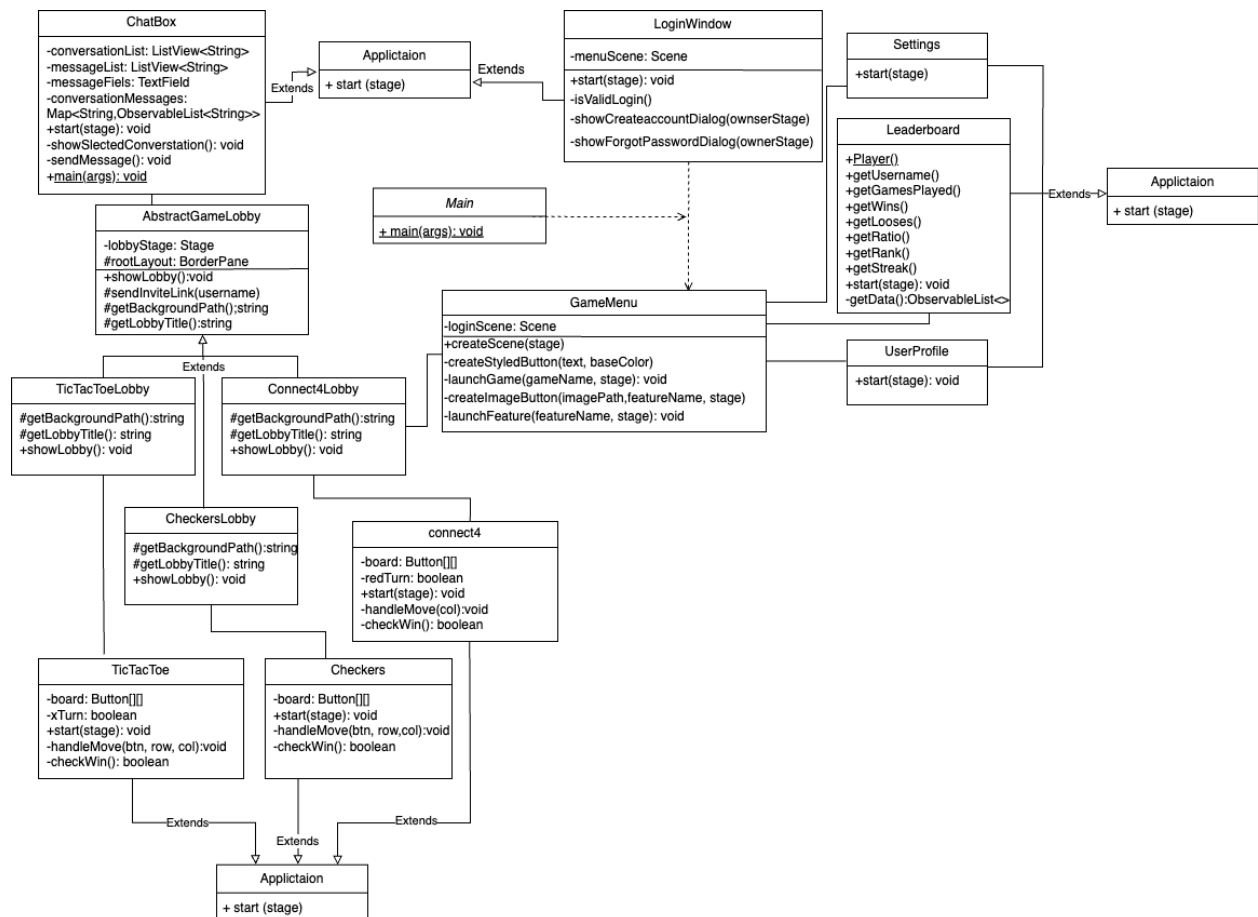 ChatBox
-conversationList: ListView<String>
-messageList: ListView<String>
-messageFiels: TextField
-conversationMessages:
Map<String,ObservableList<String>>
+start(stage): void
-showSlectedConverstation(): void
-sendMessage(): void
+main(args): void
Applictaion
+ start (stage)
Extends
LoginWindow
-menuScene: Scene
+start(stage): void
-isValidLogin()
-showCreateaccountDialog(ownserStage)
-showForgotPasswordDialog(ownerStage)
Extends
Settings
+start(stage)
Leaderboard
+Player()
+getUsername()
+getGamesPlayed()
+getWins()
+getLooses()
+getRatio()
+getRank()
+getStreak()
+start(stage): void
-getData():ObservableList<>
Extends
Applictaion
+ start (stage)
Main
+ main(args): void
AbstractGameLobby
-lobbyStage: Stage
#rootLayout: BorderPane
+showLobby():void
#sendInviteLink(username)
#getBackgroundPath();string
#getLobbyTitle():string
GameMenu
-loginScene: Scene
+createScene(stage)
-createStyledButton(text, baseColor)
-launchGame(gameName, stage): void
-createImageButton(imagePath,featureName, stage)
-launchFeature(featureName, stage): void
UserProfile
+start(stage): void
Extends
TicTacToeLobby
#getBackgroundPath():string
#getLobbyTitle(): string
+showLobby(): void
Connect4Lobby
#getBackgroundPath():string
#getLobbyTitle(): string
+showLobby(): void
CheckersLobby
#getBackgroundPath():string
#getLobbyTitle(): string
+showLobby(): void
connect4
-board: Button[][]
-redTurn: boolean
+start(stage): void
-handleMove(col):void
-checkWin(): boolean
TicTacToe
-board: Button[][]
-xTurn: boolean
+start(stage): void
-handleMove(btn, row, col):void
-checkWin(): boolean
Checkers
-board: Button[][]
+start(stage): void
-handleMove(btn, row,col):void
-checkWin(): boolean
Extends
Extends
Extends
Applictaion
+ start (stage)